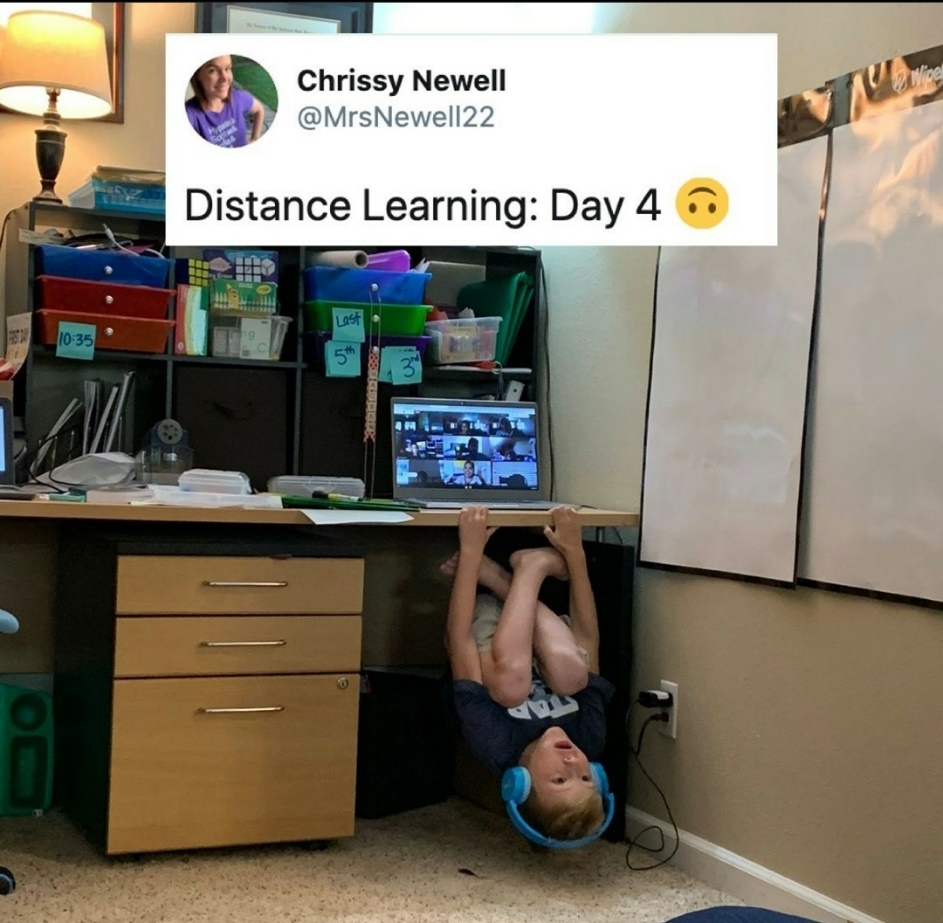 Chrissy Newell
@MrsNewell22
Distance Learning: Day 4 🙃
Last
10:35
5th
3rd